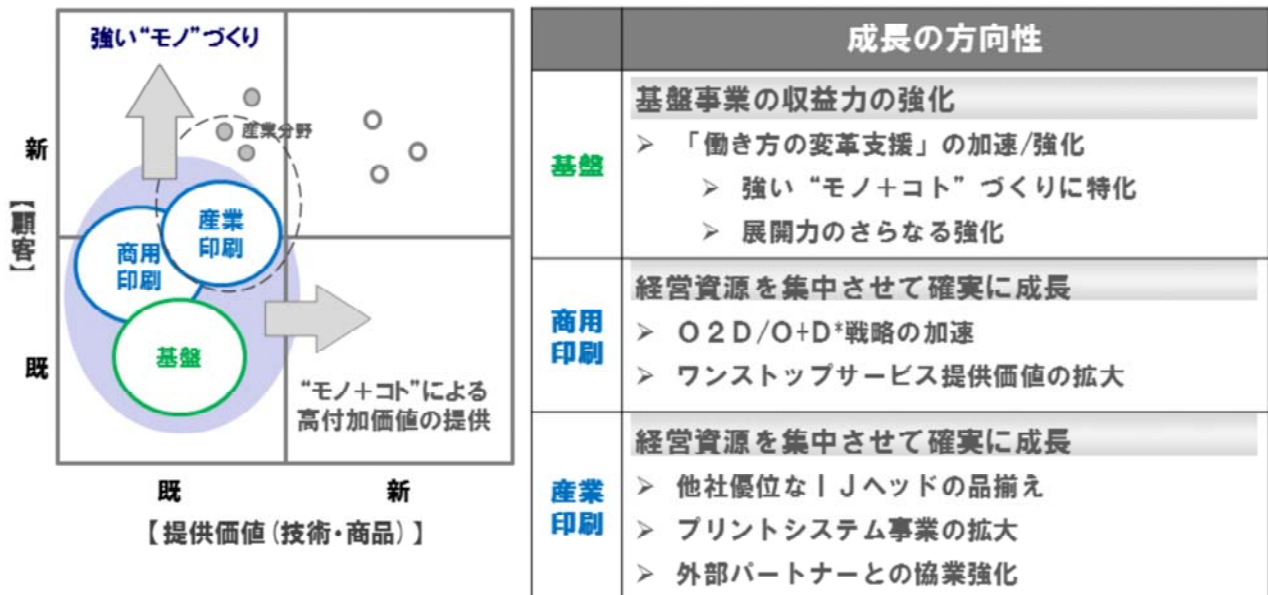 強い“モノ”づくり
産業分野
新
【顧客】
産業
印刷
商用
印刷
基盤
既
“モノ＋コト”による
高付加価値の提供
既
新
【提供価値(技術・商品)】
成長の方向性
基盤
基盤事業の収益力の強化
➢ 「働き方の変革支援」の加速/強化
➢ 強い“モノ＋コト”づくりに特化
➢ 展開力のさらなる強化
商用
印刷
経営資源を集中させて確実に成長
➢ O2D/O+D*戦略の加速
➢ ワンストップサービス提供価値の拡大
産業
印刷
経営資源を集中させて確実に成長
➢ 他社優位なIJヘッドの品揃え
➢ プリントシステム事業の拡大
➢ 外部パートナーとの協業強化